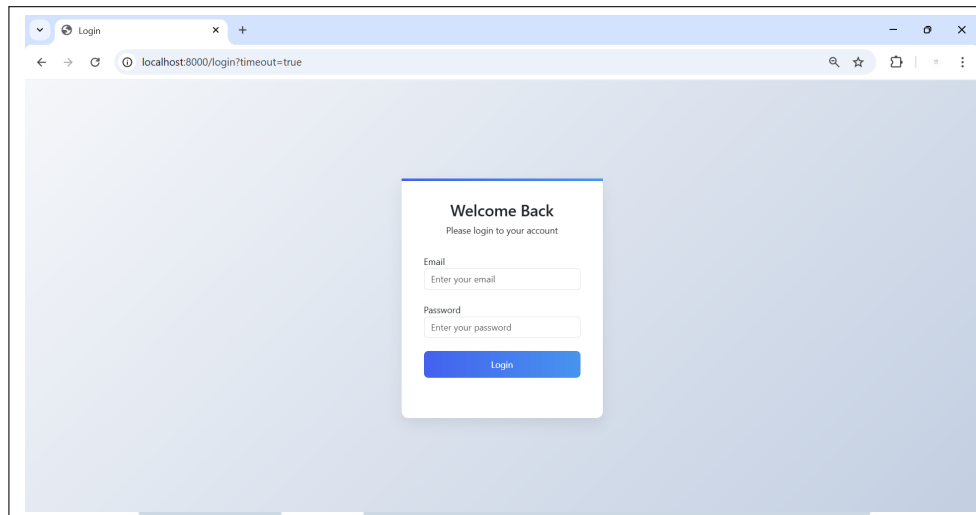 Login
localhost:8000/login?timeout=true
Welcome Back
Please login to your account
Email
Enter your email
Password
Enter your password
Login